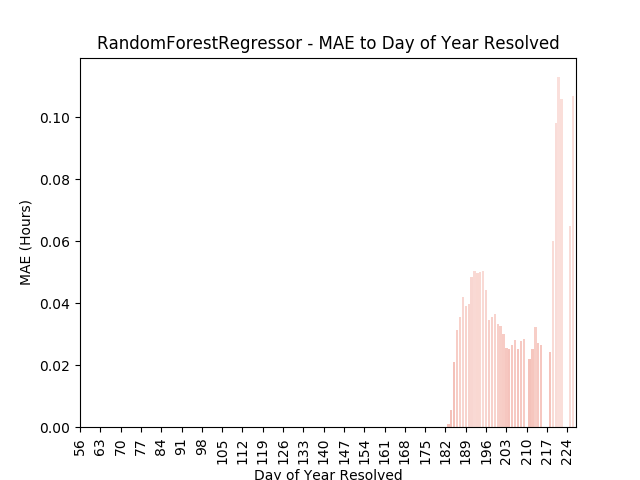 RandomForestRegressor - MAE to Day of Year Resolved
MAE (Hours)
0.10
0.08
0.06
0.04
0.02
0.00
56 63 70 77 84 91 98 105 112 119 126 133 140 147 154 161 168 175 182 189 196 203 210 217 224
Day of Year Resolved